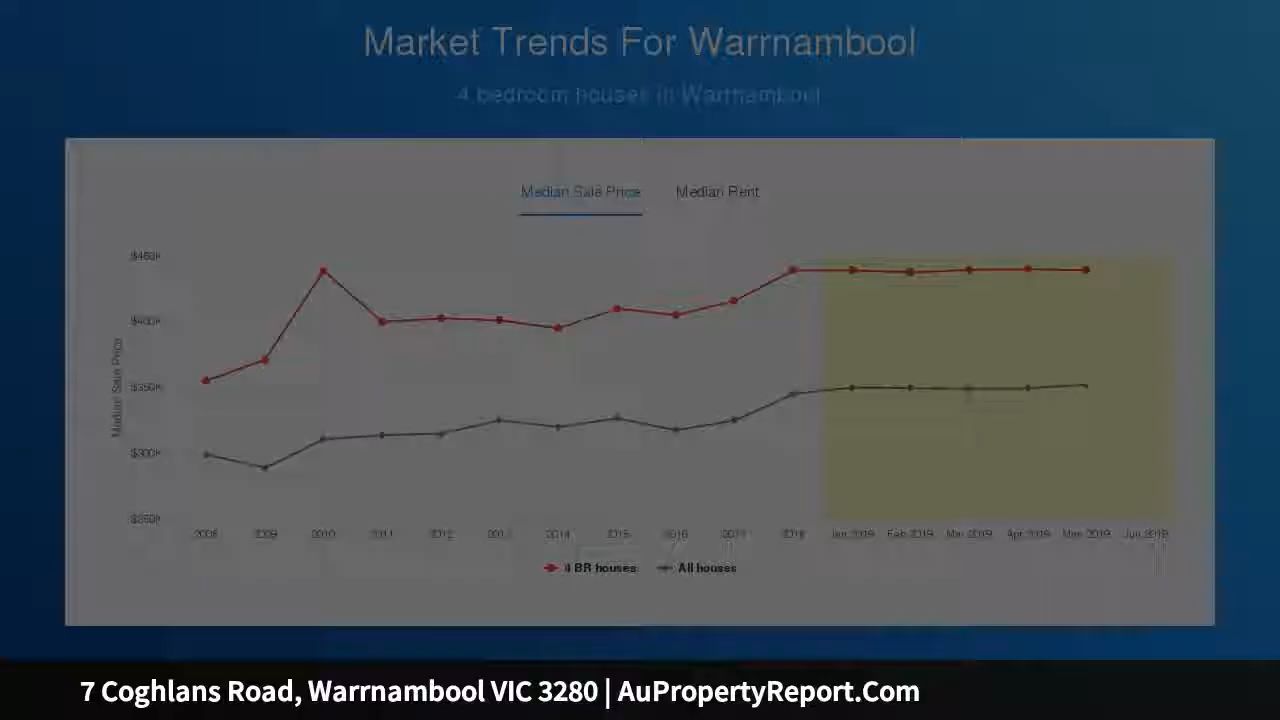 Market Trends For Warrnambool
4 bedroom houses in Warrnambool
Median Sale Price Median Rent
$450K
$400K
$350K
$300K
$250K
Median Sale Price
2008 2009 2010 2011 2012 2013 2014 2015 2016 2017 2018 Jan 2019 Feb 2019 Mar 2019 Apr 2019 May 2019 Jun 2019
4 BR houses All houses
7 Coghlans Road, Warrnambool VIC 3280 | AuPropertyReport.Com